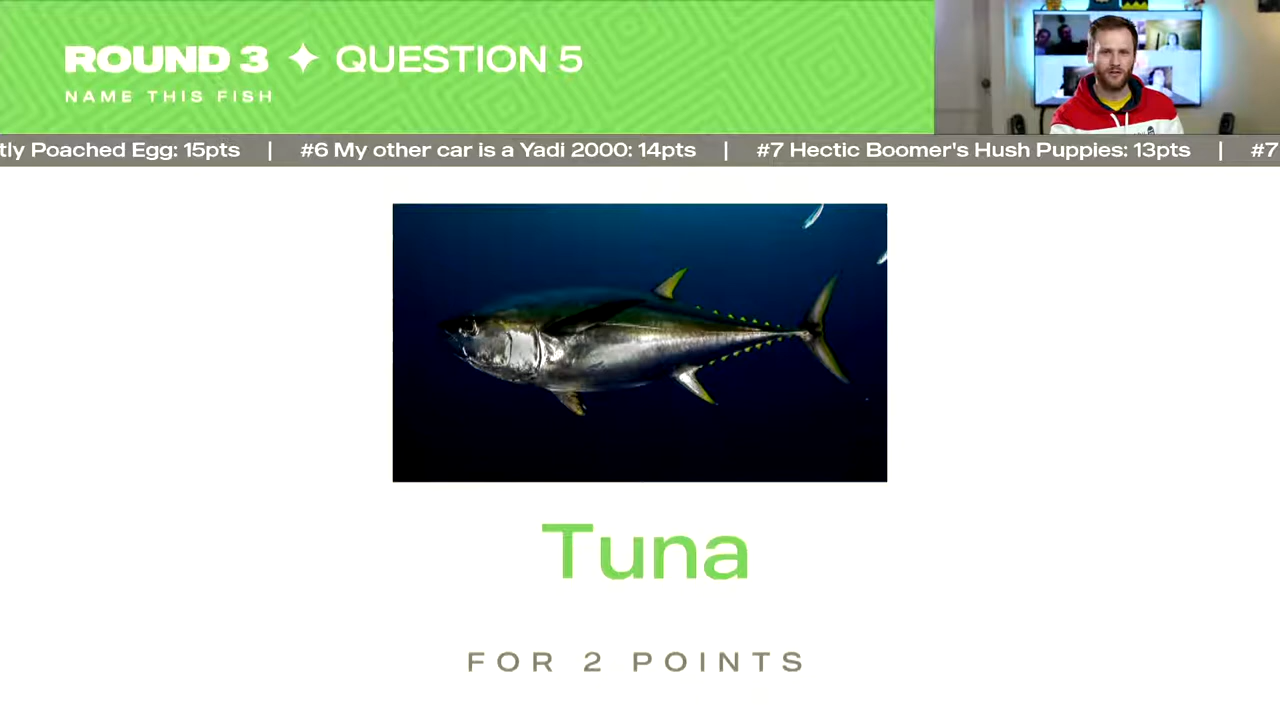 ROUND 3 ✦ QUESTION 5
NAME THIS FISH
tly Poached Egg: 15pts | #6 My other car is a Yadi 2000: 14pts | #7 Hectic Boomer's Hush Puppies: 13pts | #7
Tuna
FOR 2 POINTS